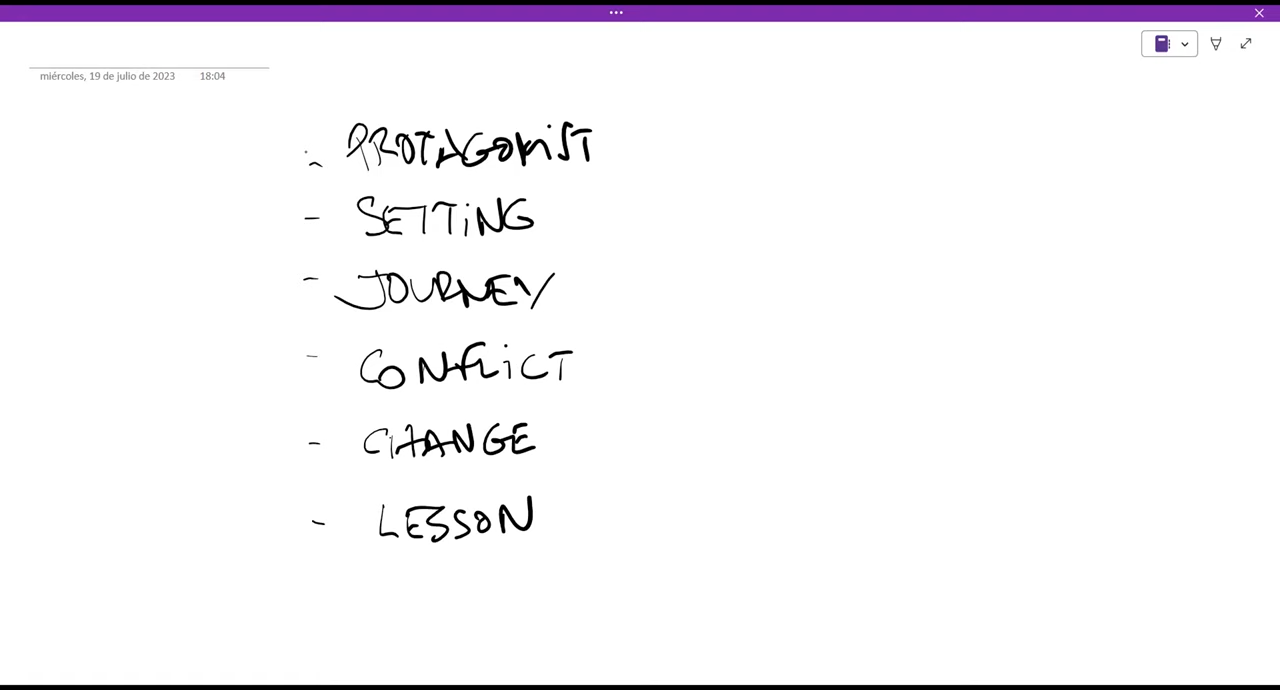 miércoles, 19 de julio de 2023 18:04
- PROTAGONIST
- SETTING
- JOURNEY
- CONFLICT
- CHANGE
- LESSON